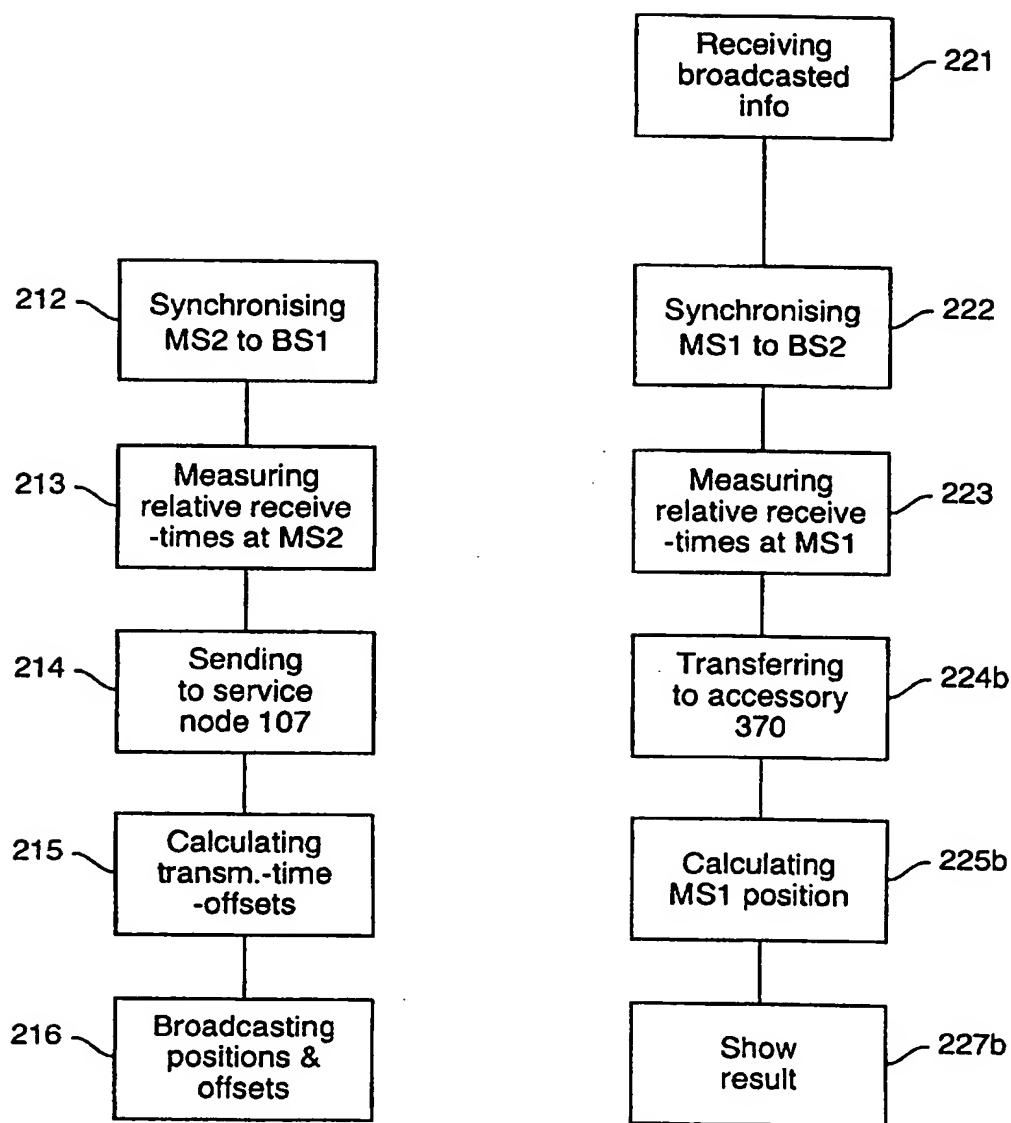 212
Synchronising
MS2 to BS1
213
Measuring
relative receive
-times at MS2
214
Sending
to service
node 107
215
Calculating
transm.-time
-offsets
216
Broadcasting
positions &
offsets
Receiving
broadcasted
info
221
Synchronising
MS1 to BS2
222
Measuring
relative receive
-times at MS1
223
Transferring
to accessory
370
224b
Calculating
MS1 position
225b
Show
result
227b